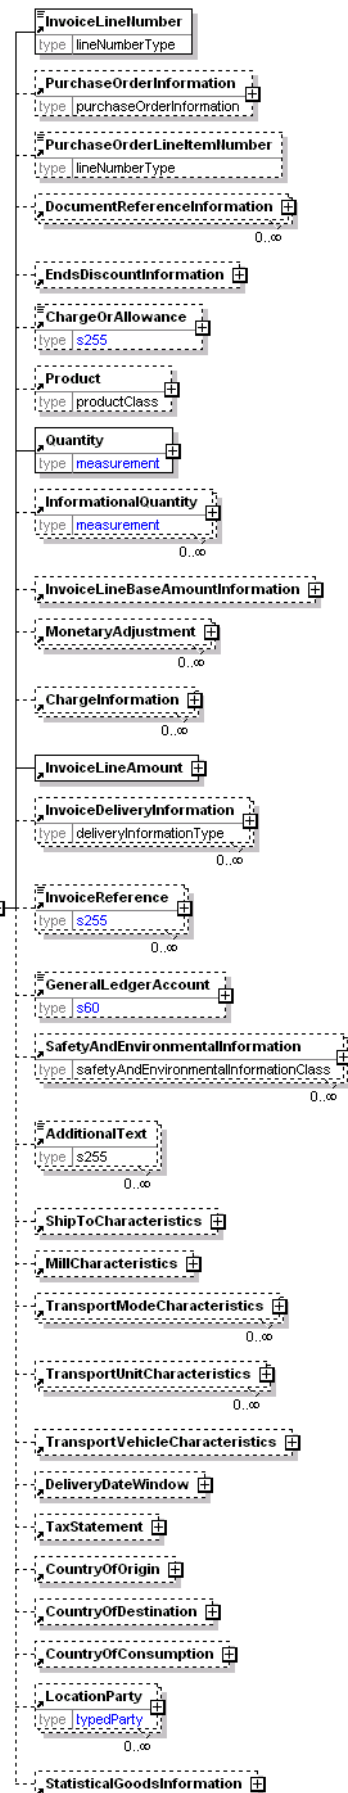 InvoiceLineNumber
type lineNumberType
PurchaseOrderInformation
type purchaseOrderInformation
PurchaseOrderLineItemNumber
type lineNumberType
DocumentReferenceInformation
0..∞
EndsDiscountInformation
ChargeOrAllowance
type s255
Product
type productClass
Quantity
type measurement
InformationalQuantity
type measurement
0..∞
InvoiceLineBaseAmountInformation
MonetaryAdjustment
0..∞
ChargeInformation
0..∞
InvoiceLineAmount
InvoiceDeliveryInformation
type deliveryInformationType
0..∞
InvoiceReference
type s255
0..∞
GeneralLedgerAccount
type s60
SafetyAndEnvironmentalInformation
type safetyAndEnvironmentalInformationClass
0..∞
AdditionalText
type s255
0..∞
ShipToCharacteristics
MillCharacteristics
TransportModeCharacteristics
0..∞
TransportUnitCharacteristics
0..∞
TransportVehicleCharacteristics
DeliveryDateWindow
TaxStatement
CountryOfOrigin
CountryOfDestination
CountryOfConsumption
LocationParty
type typedParty
0..∞
StatisticalGoodsInformation